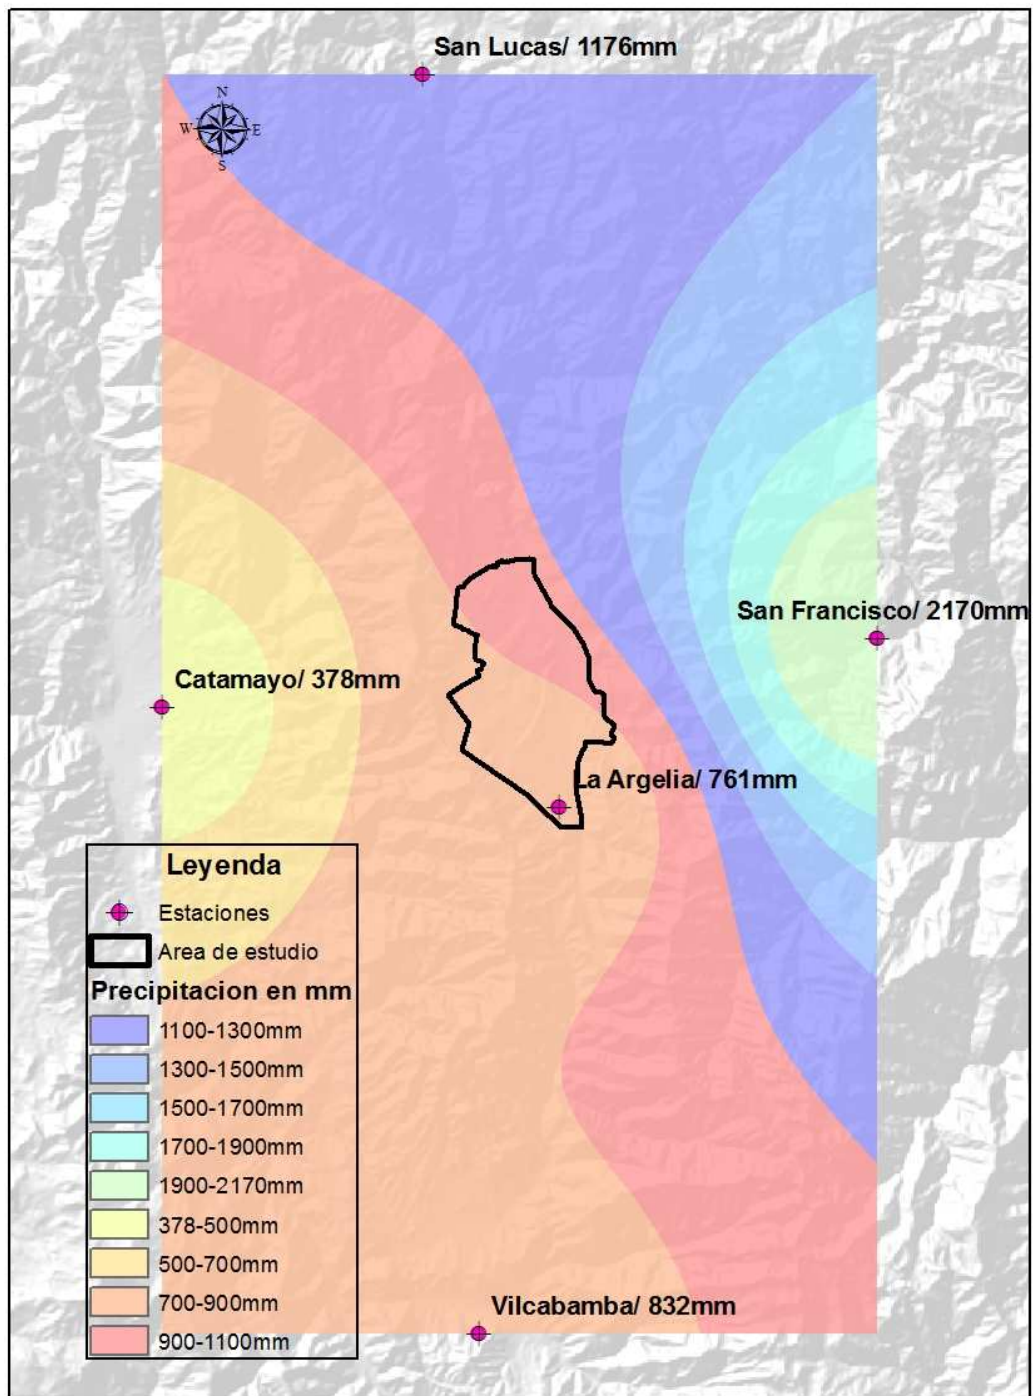 San Lucas/ 1176mm
N
W
E
S
San Francisco/ 2170mm
Catamayo/ 378mm
La Argelia/ 761mm
Leyenda
Estaciones
Area de estudio
Precipitacion en mm
1100-1300mm
1300-1500mm
1500-1700mm
1700-1900mm
1900-2170mm
378-500mm
500-700mm
700-900mm
900-1100mm
Vilcabamba/ 832mm